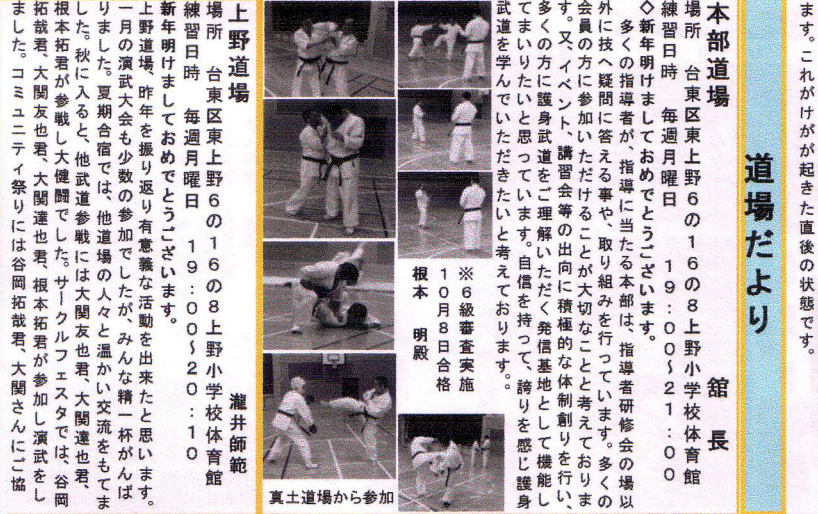 ます。これがけがが起きた直後の状態です。
道場だより
本部道場　　　　　　　　　　　舘　長
場所　台東区東上野６の１６の８上野小学校体育館
練習日時　毎週月曜日　１９：００～２１：００
◇新年明けましておめでとうございます。
多くの指導者が、指導に当たる本部は、指導者研修会の場以
外に技へ疑問に答える事や、取り組みを行っています。多くの
会員の方に参加いただけることが大切なことと考えておりま
す。又、イベント、講習会等の出向に積極的な体制創りを行い、
多くの方に護身武道をご理解いただく発信基地として機能し
てまいりたいと思っています。自信を持って、誇りを感じ護身
武道を学んでいただきたいと考えております。。
※６級審査実施
１０月８日合格
根本　明殿
真土道場から参加
上野道場　　　　　　　　　　　瀧井師範
場所　台東区東上野６の１６の８上野小学校体育館
練習日時　毎週月曜日　１９：００～２０：１０
新年明けましておめでとうございます。
上野道場、昨年を振り返り有意義な活動を出来たと思います。
一月の演武大会も少数の参加でしたが、みんな精一杯がんば
りました。夏期合宿では、他道場の人々と温かい交流をもてま
した。秋に入ると、他武道参戦には大関友也君、大関達也君、
根本拓君が参戦し大健闘でした。サークルフェスタでは、谷岡
拓哉君、大関友也君、大関達也君、根本拓君が参加し演武をし
ました。コミュニティ祭りには谷岡拓哉君、大関さんにご協